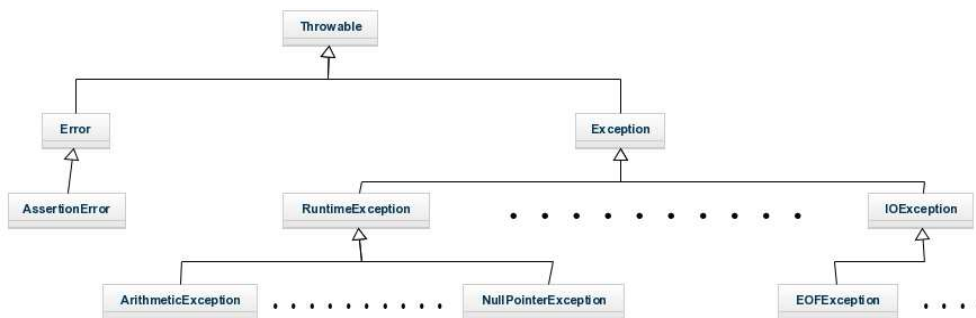 Throwable
Error
Exception
AssertionError
RuntimeException
IOException
ArithmeticException
NullPointerException
EOFException